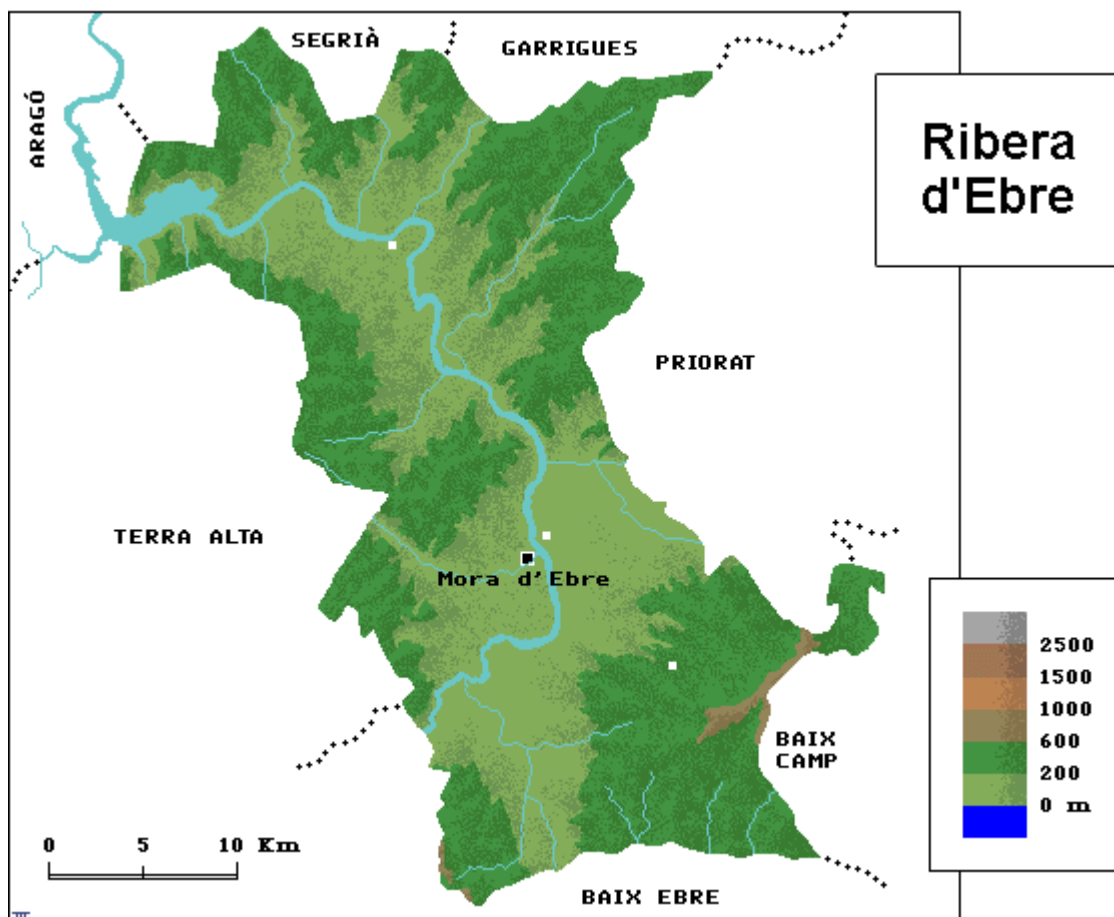 SEGRIÀ
GARRIGUES
ARAGÓ
Ribera
d'Ebre
PRIORAT
TERRA ALTA
Mora d'Ebre
2500
1500
1000
600
200
0 m
BAIX
CAMP
0 5 10 Km
BAIX EBRE